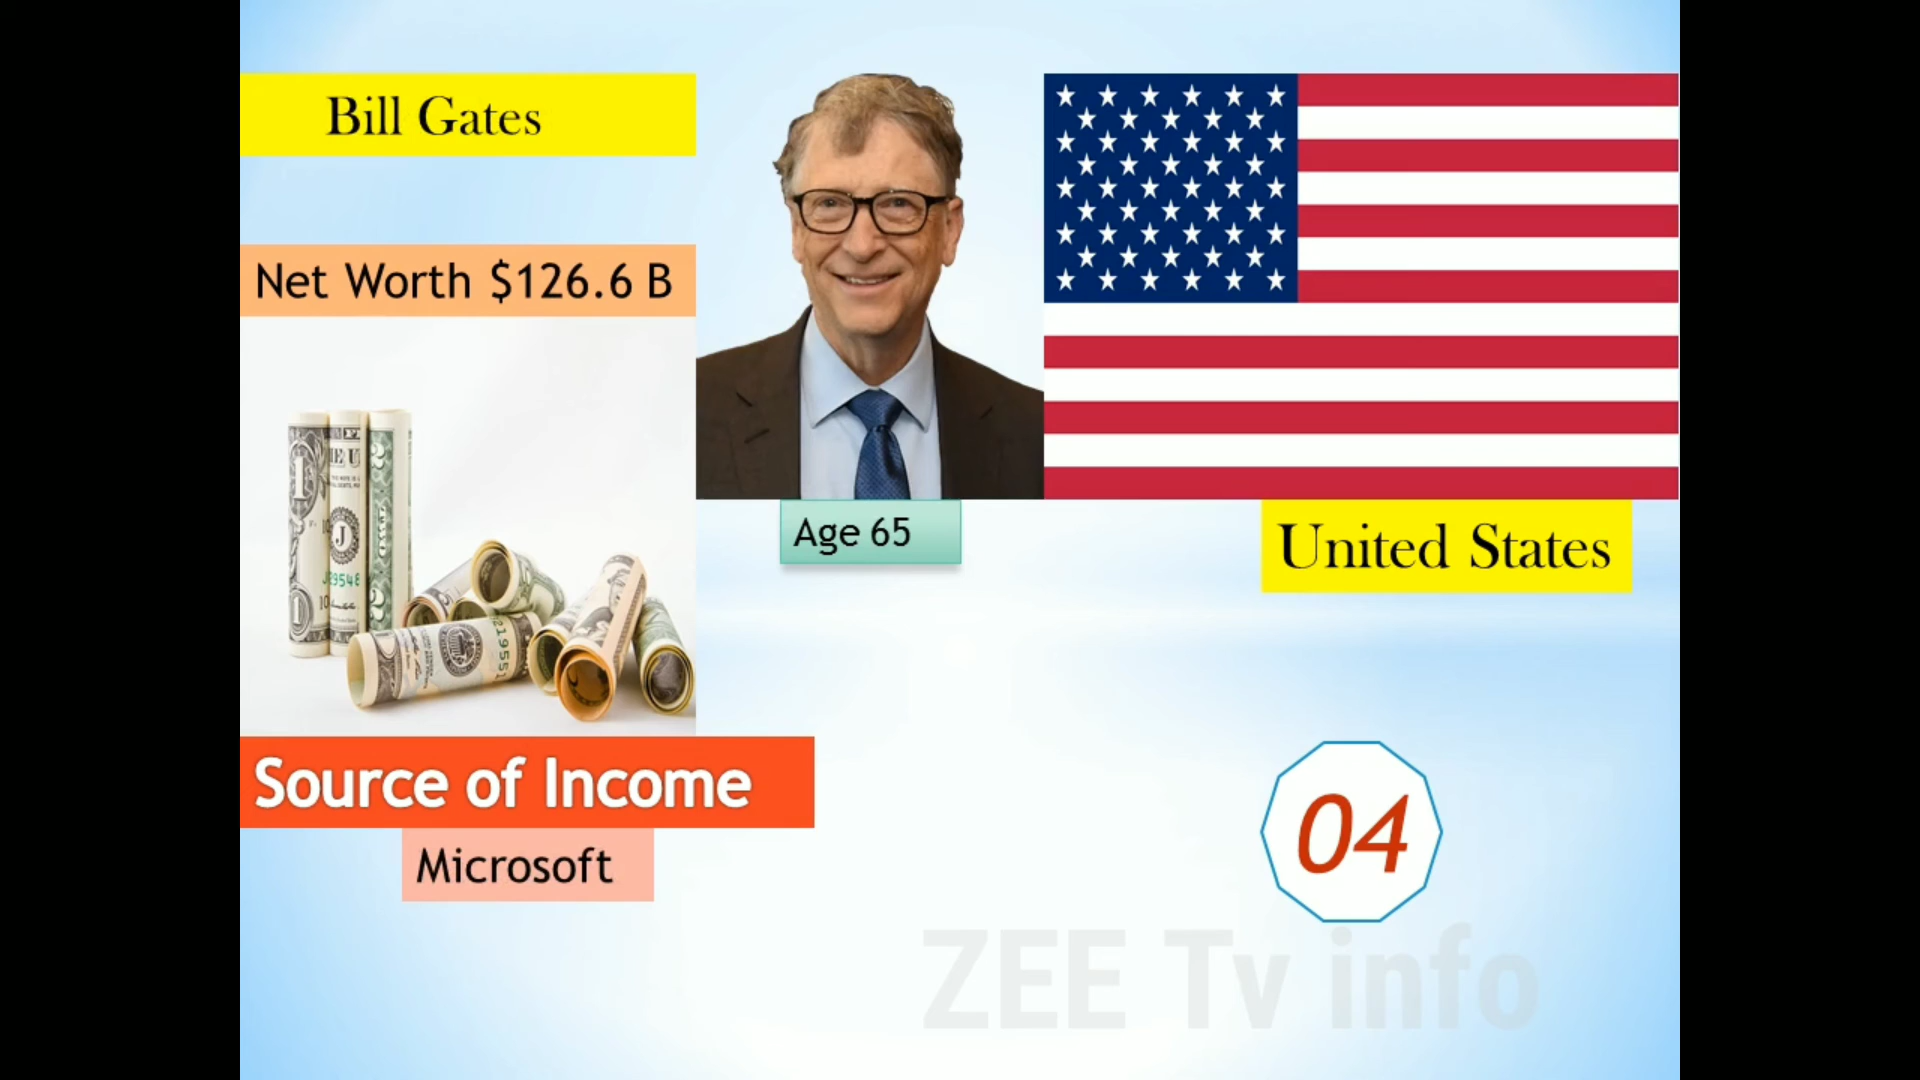 Bill Gates
Net Worth $126.6 B
Age 65
United States
Source of Income
Microsoft
04
ZEE Tv info